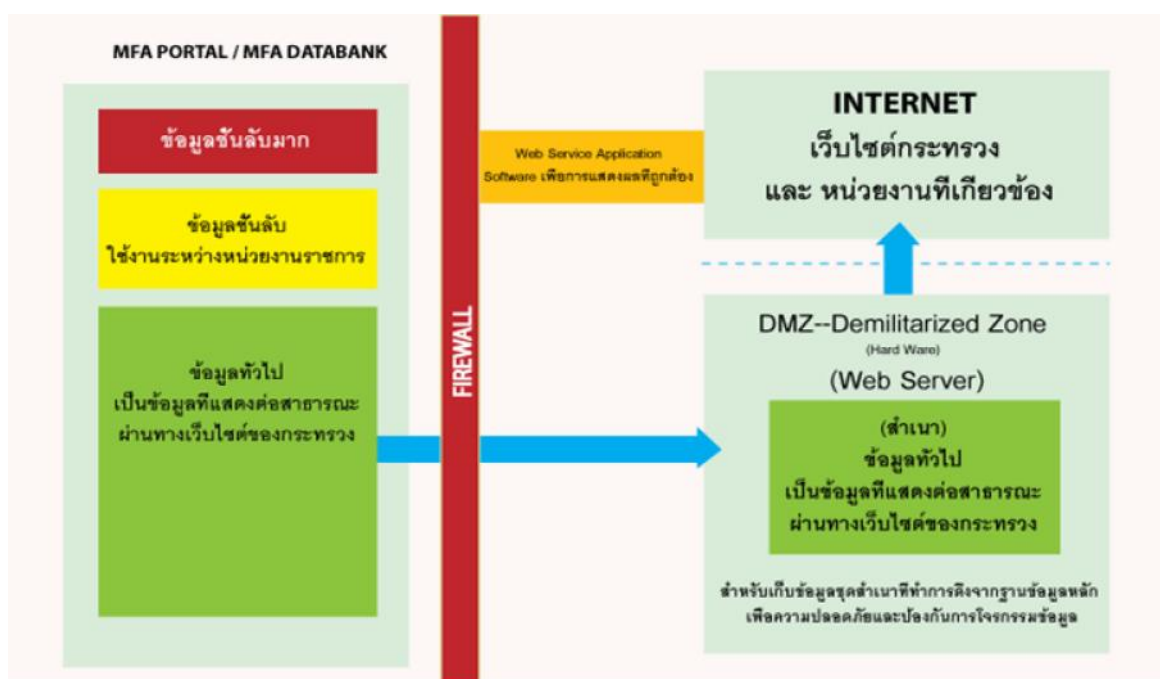 MFA PORTAL / MFA DATABANK
ข้อมูลชั้นลับมาก
ข้อมูลชั้นลับ
ใช้งานระหว่างหน่วยงานราชการ
ข้อมูลทั่วไป
เป็นข้อมูลที่แสดงต่อสาธารณะ
ผ่านทางเว็บไซต์ของกระทรวง
FIREWALL
Web Service Application
Software เพื่อการแสดงผลที่ถูกต้อง
INTERNET
เว็บไซต์กระทรวง
และ หน่วยงานที่เกี่ยวข้อง
DMZ--Demilitarized Zone
(Hard Ware)
(Web Server)
(สำเนา)
ข้อมูลทั่วไป
เป็นข้อมูลที่แสดงต่อสาธารณะ
ผ่านทางเว็บไซต์ของกระทรวง
สำหรับเก็บข้อมูลชุดสำเนาที่ทำการดึงจากฐานข้อมูลหลัก
เพื่อความปลอดภัยและป้องกันการโจรกรรมข้อมูล